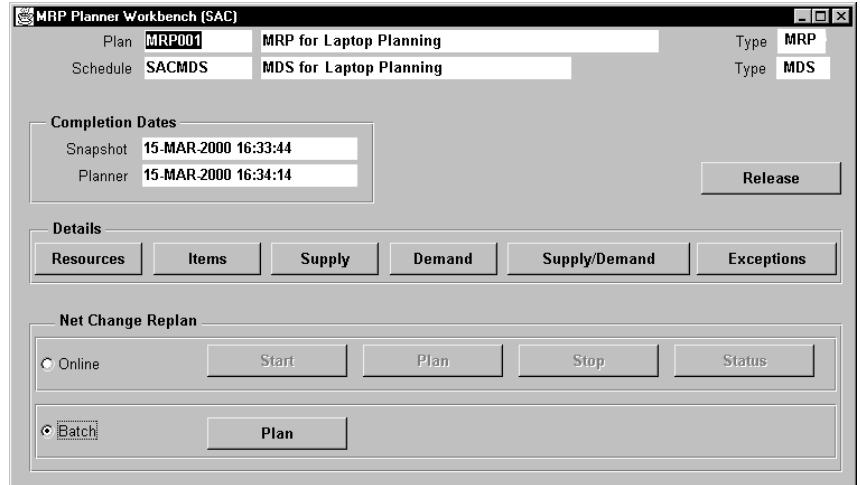 MRP Planner Workbench (SAC)
Plan MRP001 MRP for Laptop Planning Type MRP
Schedule SACMDS MDS for Laptop Planning Type MDS
Completion Dates
Snapshot 15-MAR-2000 16:33:44
Planner 15-MAR-2000 16:34:14
Release
Details
Resources Items Supply Demand Supply/Demand Exceptions
Net Change Replan
Online Start Plan Stop Status
Batch Plan